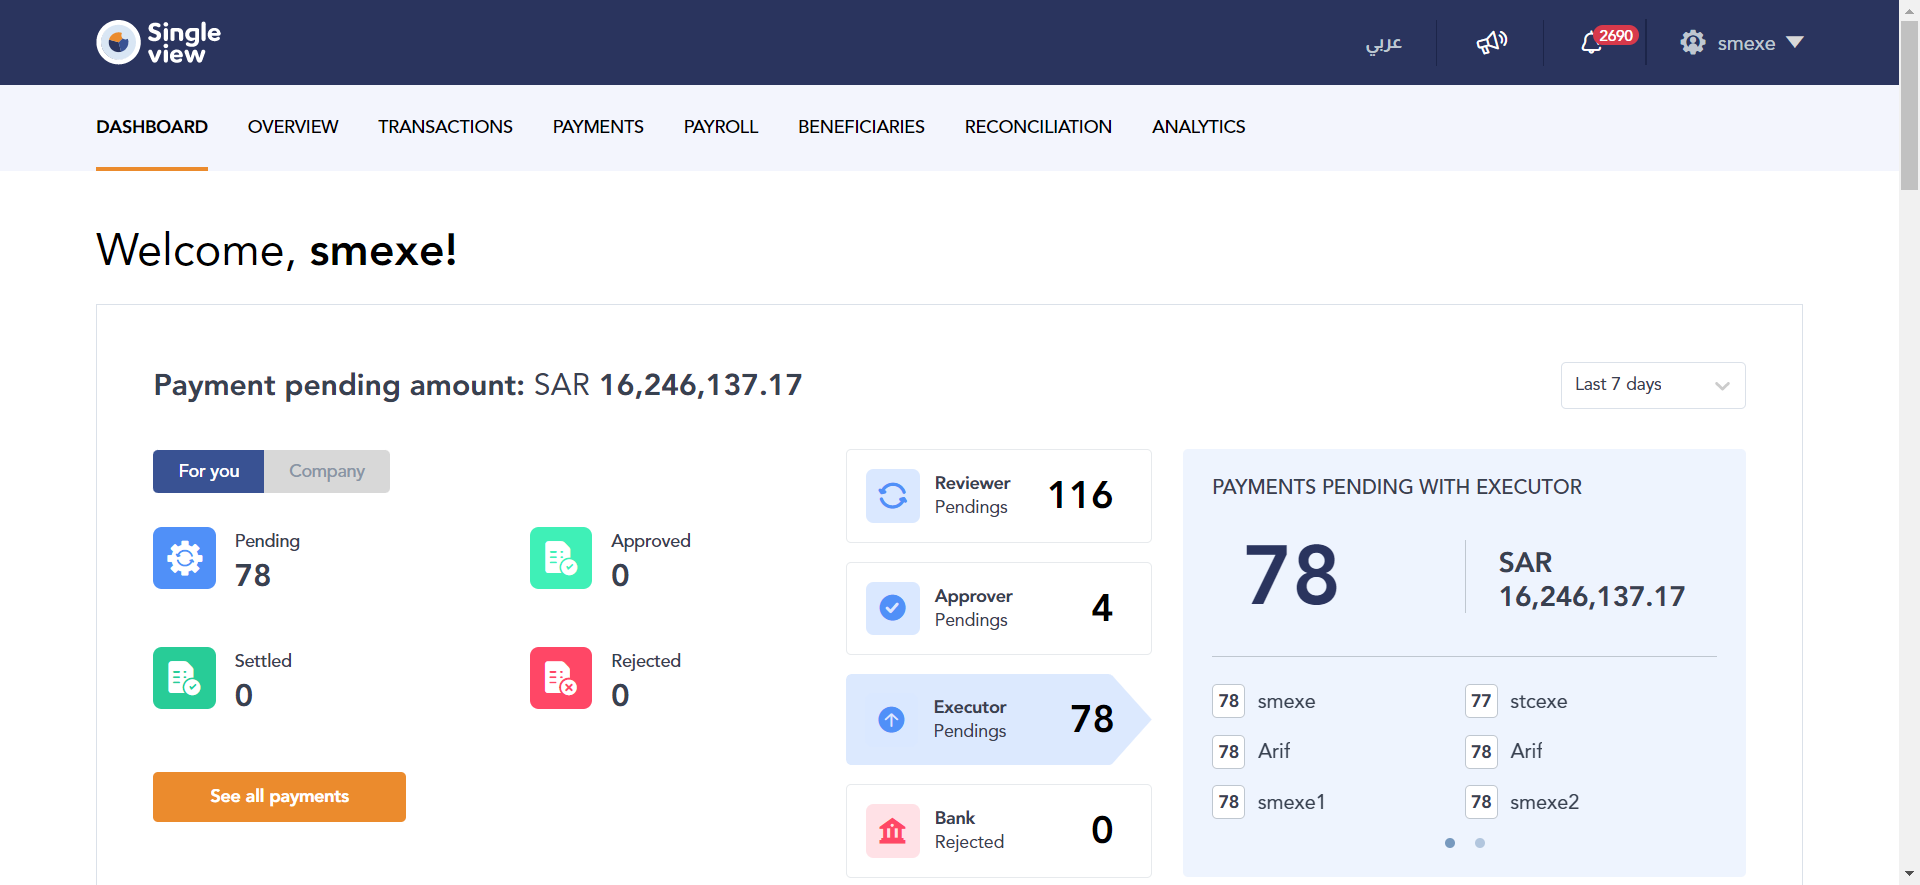 Single
view
عربي
2690
smexe
DASHBOARD
OVERVIEW
TRANSACTIONS
PAYMENTS
PAYROLL
BENEFICIARIES
RECONCILIATION
ANALYTICS
Welcome, smexe!
Payment pending amount: SAR 16,246,137.17
Last 7 days
For you
Company
Pending
78
Approved
0
Settled
0
Rejected
0
See all payments
Reviewer
Pendings
116
Approver
Pendings
4
Executor
Pendings
78
Bank
Rejected
0
PAYMENTS PENDING WITH EXECUTOR
78
SAR
16,246,137.17
78 smexe
77 stcexe
78 Arif
78 Arif
78 smexe1
78 smexe2